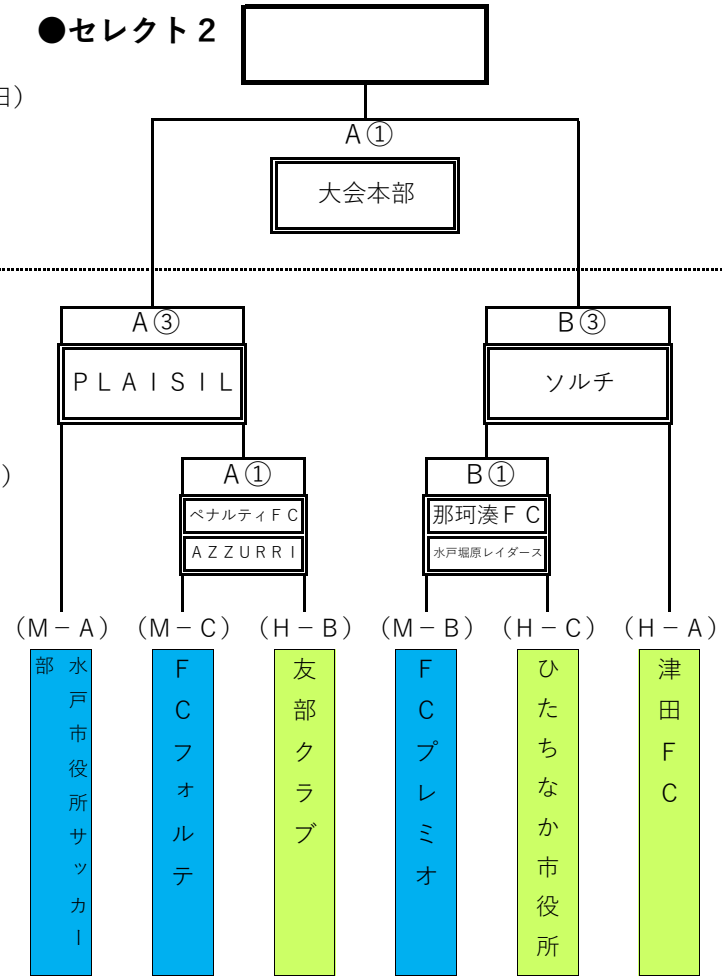 ●セレクト２
日）
A①
大会本部
A③
B③
ＰＬＡＩＳＩＬ
ソルチ
）
A①
B①
ペナルティＦＣ
那珂湊ＦＣ
ＡＺＺＵＲＲＩ
水戸堀原レイダース
（M－A）
（M－C）
（H－B）
（M－B）
（H－C）
（H－A）
水戸市役所サッカー
部
ＦＣフォルテ
友部クラブ
ＦＣプレミオ
ひたちなか市役所
津田ＦＣ